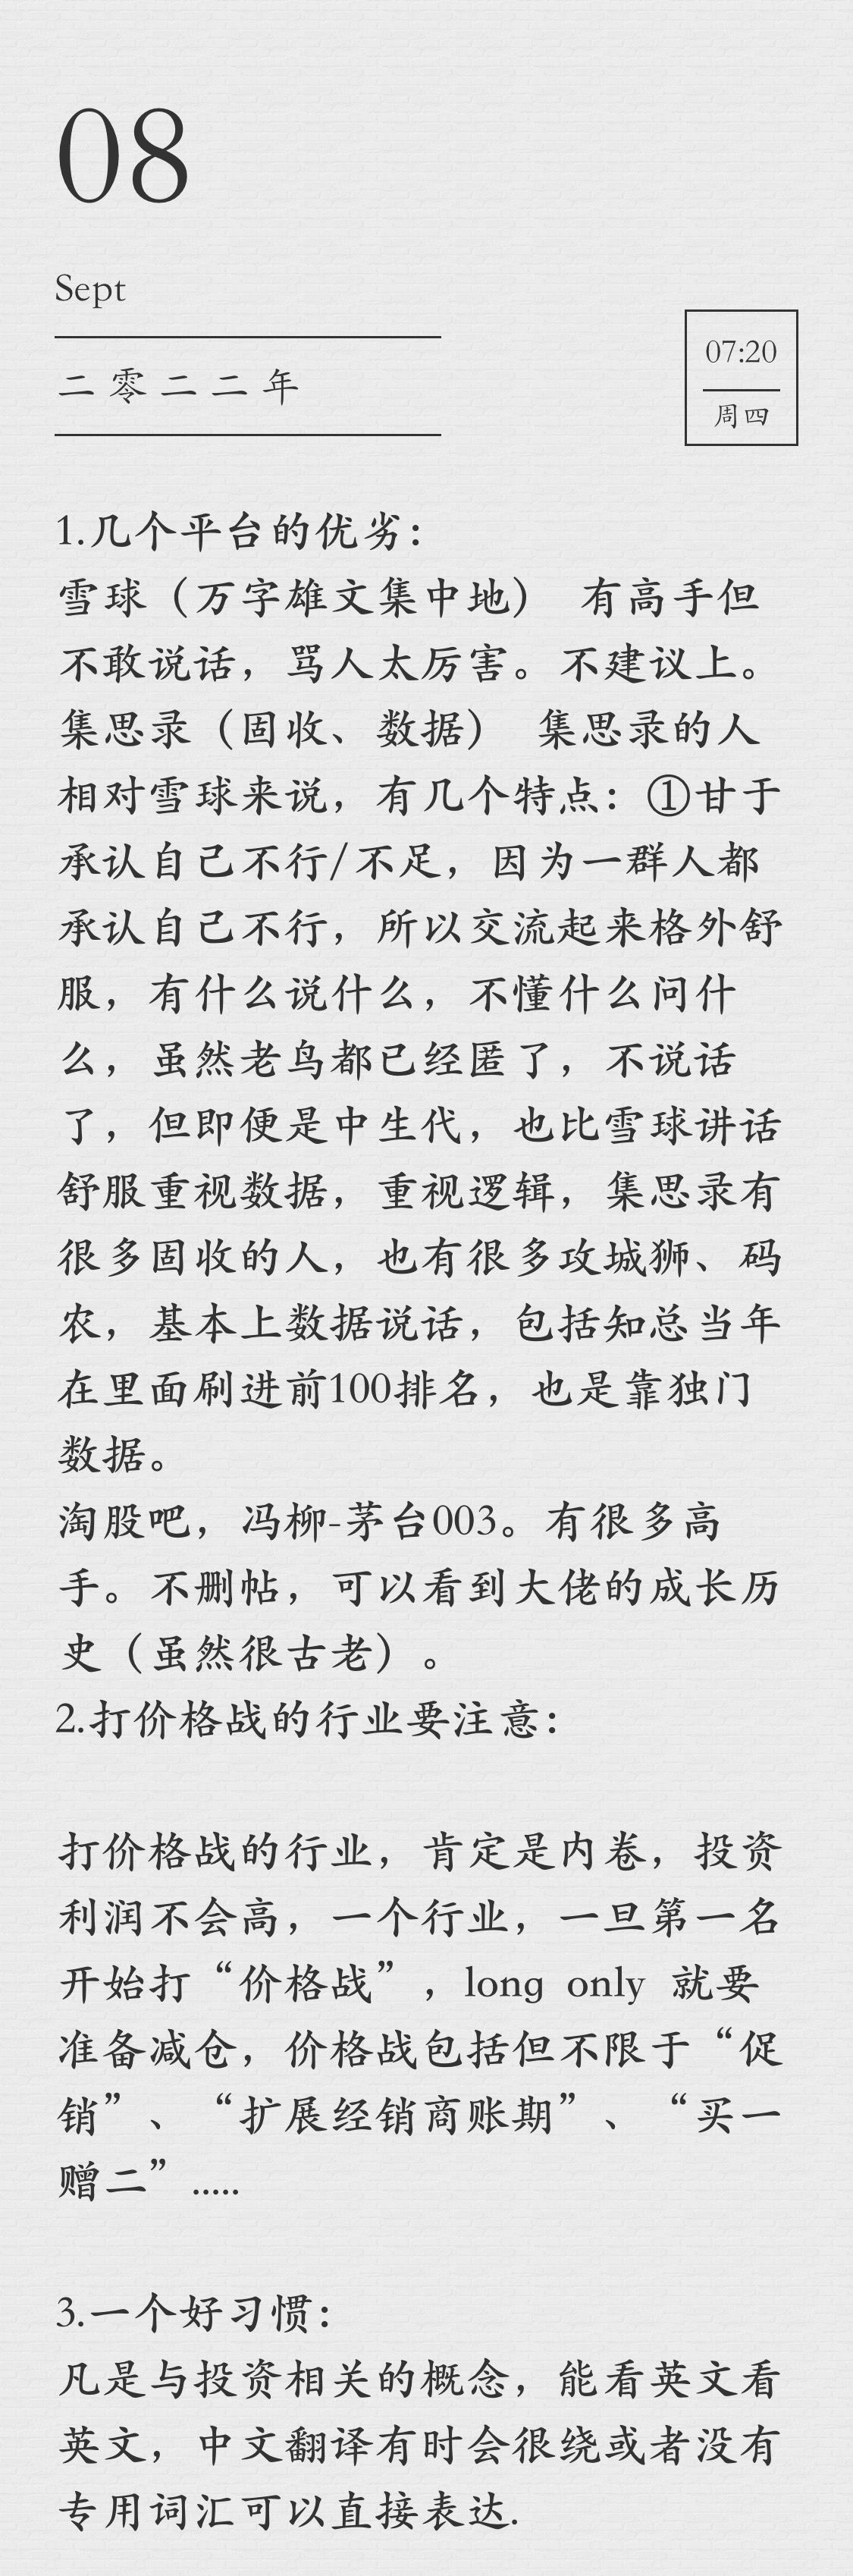 08
Sept
二零二二年
07:20
周四
1.几个平台的优劣：
雪球（万字雄文集中地） 有高手但
不敢说话，骂人太厉害。不建议上。
集思录（固收、数据） 集思录的人
相对雪球来说，有几个特点：①甘于
承认自己不行/不足，因为一群人都
承认自己不行，所以交流起来格外舒
服，有什么说什么，不懂什么问什
么，虽然老鸟都已经匿了，不说话
了，但即便是中生代，也比雪球讲话
舒服重视数据，重视逻辑，集思录有
很多固收的人，也有很多攻城狮、码
农，基本上数据说话，包括知总当年
在里面刷进前100排名，也是靠独门
数据。
淘股吧，冯柳-茅台003。有很多高
手。不删帖，可以看到大佬的成长历
史（虽然很古老）。
2.打价格战的行业要注意：
打价格战的行业，肯定是内卷，投资
利润不会高，一个行业，一旦第一名
开始打“价格战”，long only 就要
准备减仓，价格战包括但不限于“促
销”、“扩展经销商账期”、“买一
赠二”.....
3.一个好习惯：
凡是与投资相关的概念，能看英文看
英文，中文翻译有时会很绕或者没有
专用词汇可以直接表达.